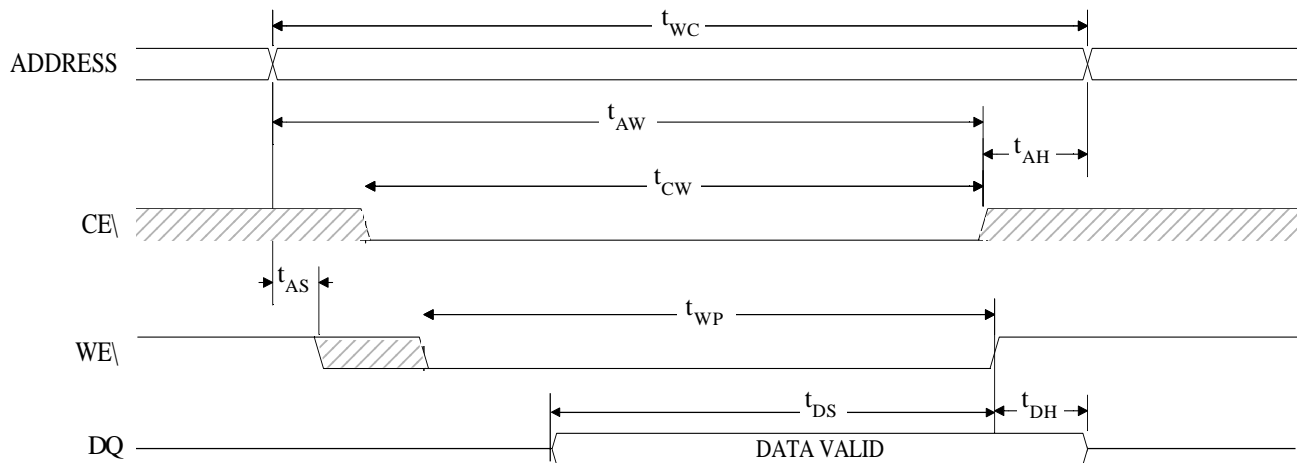 tWC
ADDRESS
tAW
tAH
tCW
CE\
tAS
tWP
WE\
tDS
tDH
DQ
DATA VALID